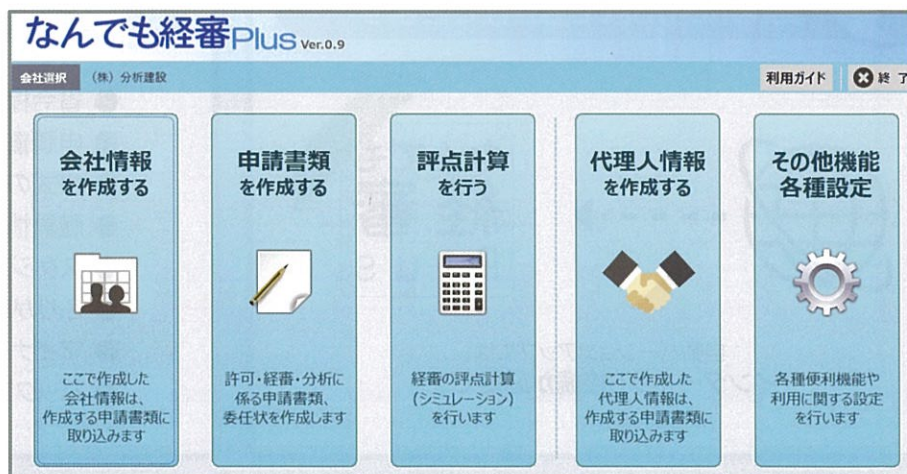 なんでも経審Plus Ver.0.9
会社選択 (株) 分析建設 利用ガイド 終 了
会社情報
を作成する
ここで作成した
会社情報は、
作成する申請書類に
取り込みます
申請書類
を作成する
許可・経審・分析に
係る申請書類、
委任状を作成します
評点計算
を行う
経審の評点計算
(シミュレーション)
を行います
代理人情報
を作成する
ここで作成した
代理人情報は、
作成する申請書類に
取り込みます
その他機能
各種設定
各種便利機能や
利用に関する設定
を行います